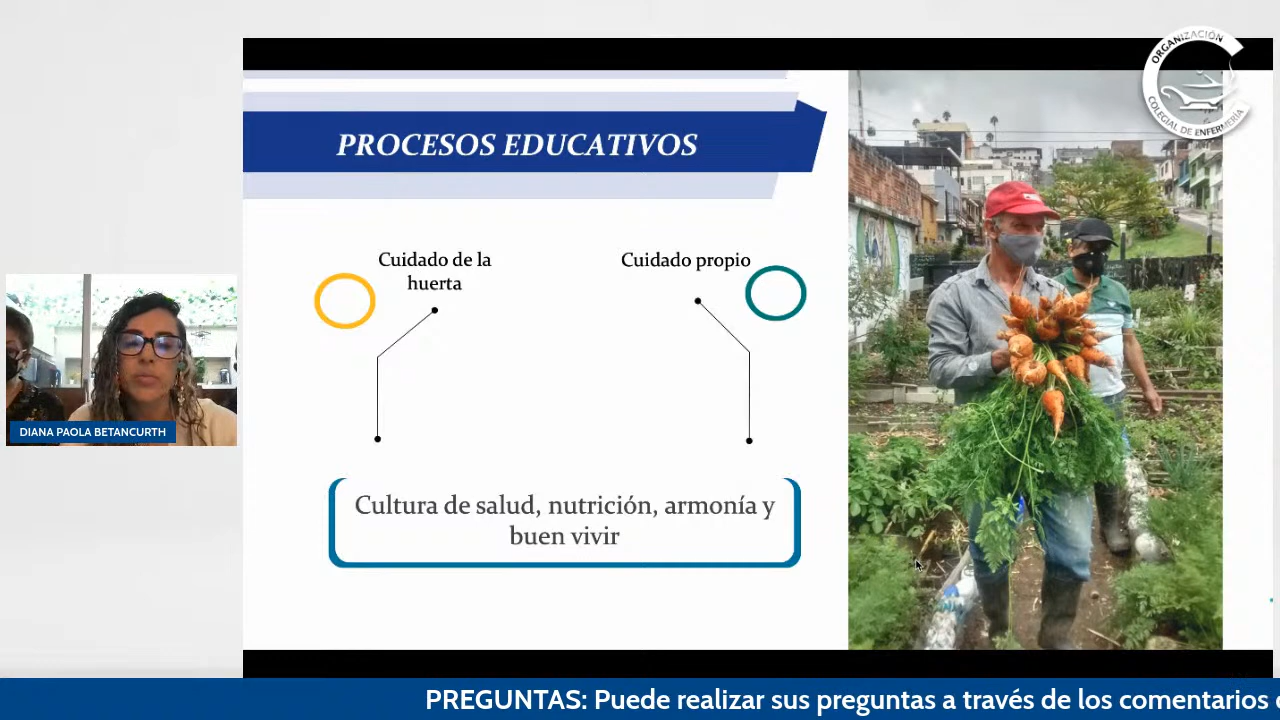 ORGANIZACIÓN
COLEGIAL DE ENFERMERÍA
PROCESOS EDUCATIVOS
Cuidado de la
huerta
Cuidado propio
Cultura de salud, nutrición, armonía y
buen vivir
DIANA PAOLA BETANCURTH
PREGUNTAS: Puede realizar sus preguntas a través de los comentarios